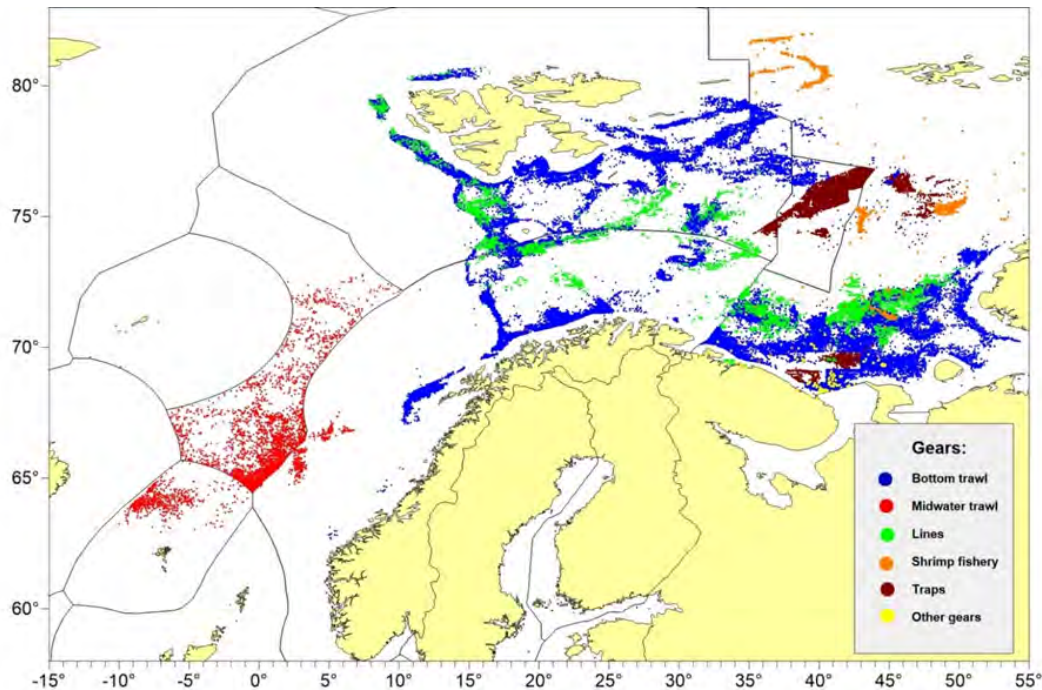 80°
75°
70°
65°
60°
Gears:
Bottom trawl
Midwater trawl
Lines
Shrimp fishery
Traps
Other gears
-15° -10° -5° 0° 5° 10° 15° 20° 25° 30° 35° 40° 45° 50° 55°